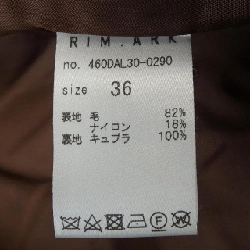 RIM.ARK
no. 460DAL30-0290
size 36
表地 毛 82%
ナイロン 18%
裏地 キュプラ 100%